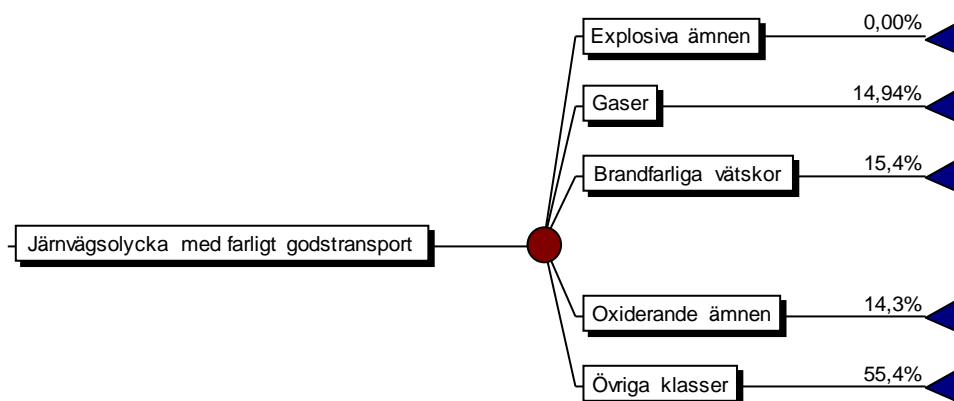 Explosiva ämnen 0,00%
Gaser 14,94%
Brandfarliga vätskor 15,4%
Järnvägsolycka med farligt godstransport
Oxiderande ämnen 14,3%
Övriga klasser 55,4%